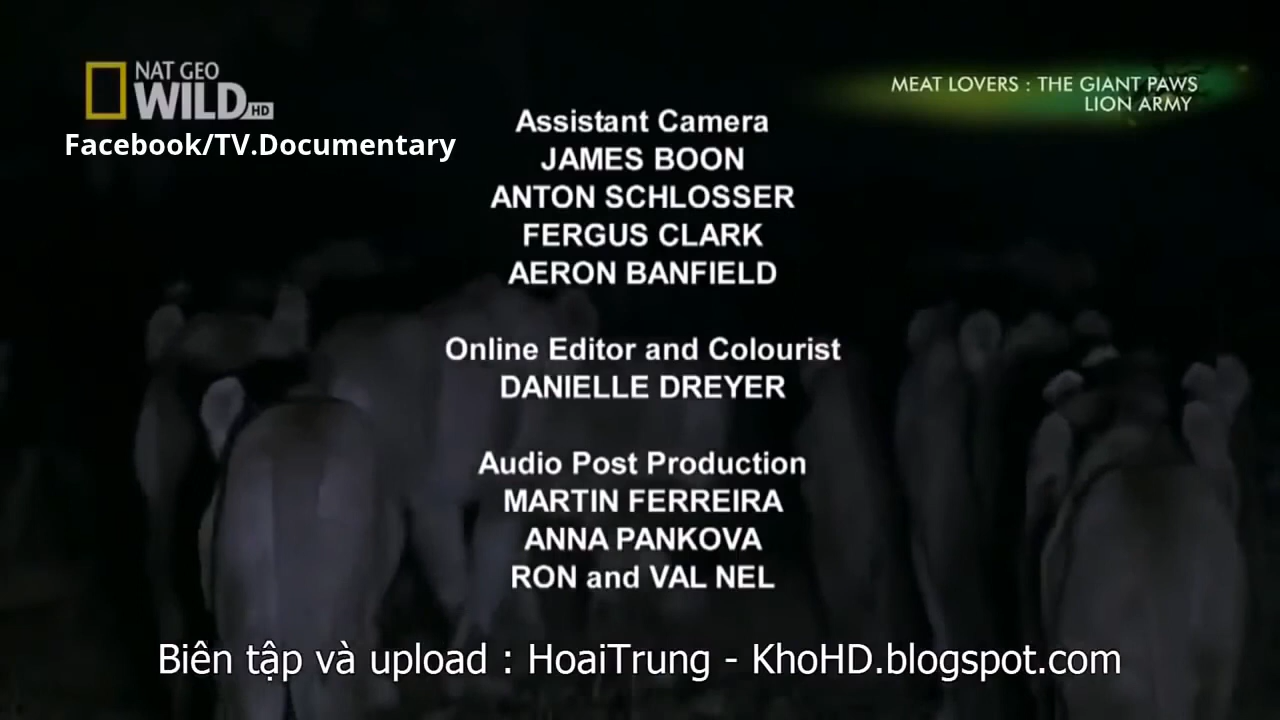 NAT GEO
WILD HD
Facebook/TV.Documentary
MEAT LOVERS : THE GIANT PAWS
LION ARMY
Assistant Camera
JAMES BOON
ANTON SCHLOSSER
FERGUS CLARK
AERON BANFIELD
Online Editor and Colourist
DANIELLE DREYER
Audio Post Production
MARTIN FERREIRA
ANNA PANKOVA
RON and VAL NEL
Biên tập và upload : HoaiTrung - KhoHD.blogspot.com